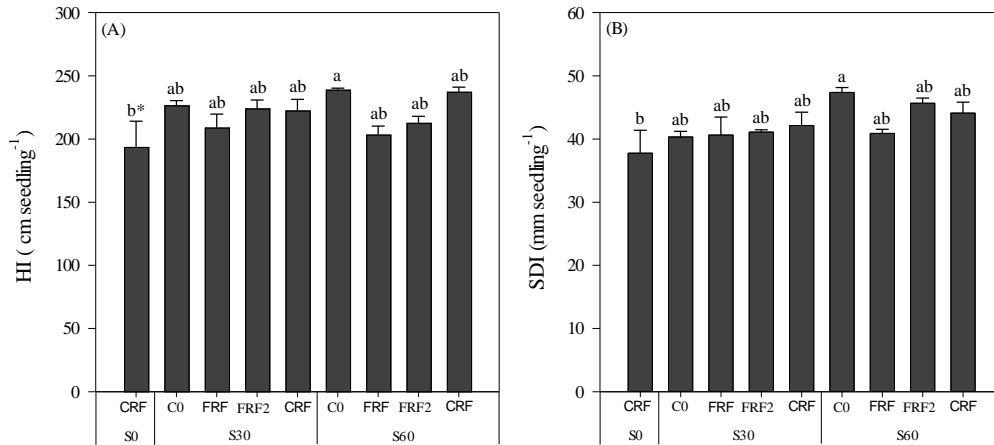 (A)
HI ( cm seedling-1)
300
250
200
150
100
50
0
b* ab ab ab ab a ab ab ab
CRF C0 FRF FRF2 CRF C0 FRF FRF2 CRF
S0 S30 S60
(B)
SDI (mm seedling-1)
60
50
40
30
20
10
0
b ab ab ab ab a ab ab ab
CRF C0 FRF FRF2 CRF C0 FRF FRF2 CRF
S0 S30 S60